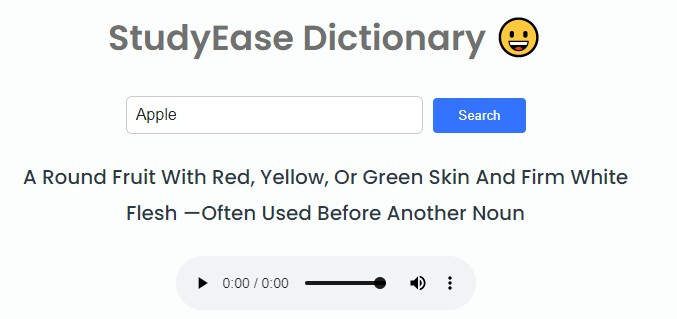 StudyEase Dictionary 😀
Apple
Search
A Round Fruit With Red, Yellow, Or Green Skin And Firm White
Flesh —Often Used Before Another Noun
0:00 / 0:00